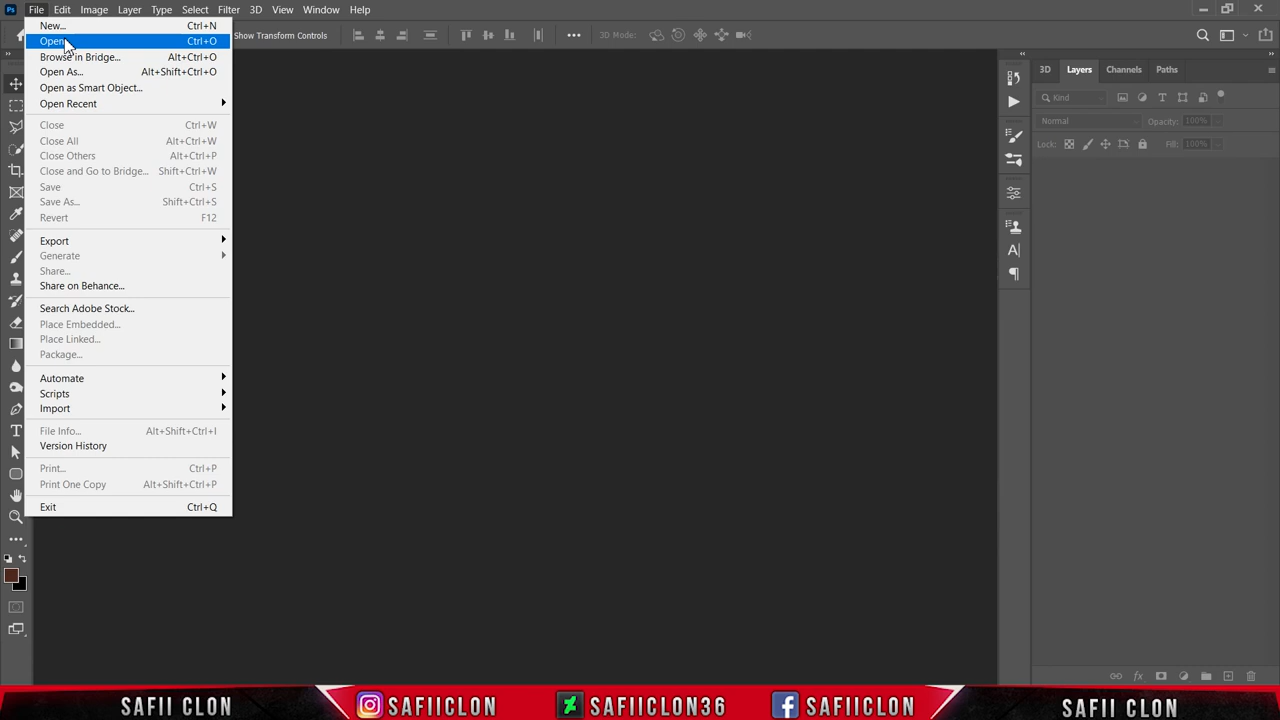 File Edit Image Layer Type Select Filter 3D View Window Help
Show Transform Controls
3D Mode:
New... Ctrl+N
Open... Ctrl+O
Browse in Bridge... Alt+Ctrl+O
Open As... Alt+Shift+Ctrl+O
Open as Smart Object...
Open Recent
Close Ctrl+W
Close All Alt+Ctrl+W
Close Others Alt+Ctrl+P
Close and Go to Bridge... Shift+Ctrl+W
Save Ctrl+S
Save As... Shift+Ctrl+S
Revert F12
Export
Generate
Share...
Share on Behance...
Search Adobe Stock...
Place Embedded...
Place Linked...
Package...
Automate
Scripts
Import
File Info... Alt+Shift+Ctrl+I
Version History
Print... Ctrl+P
Print One Copy Alt+Shift+Ctrl+P
Exit Ctrl+Q
3D Layers Channels Paths
Kind
Normal Opacity: 100%
Lock: Fill: 100%
SAFII CLON SAFIICLON SAFIICLON36 SAFIICLON SAFII CLON